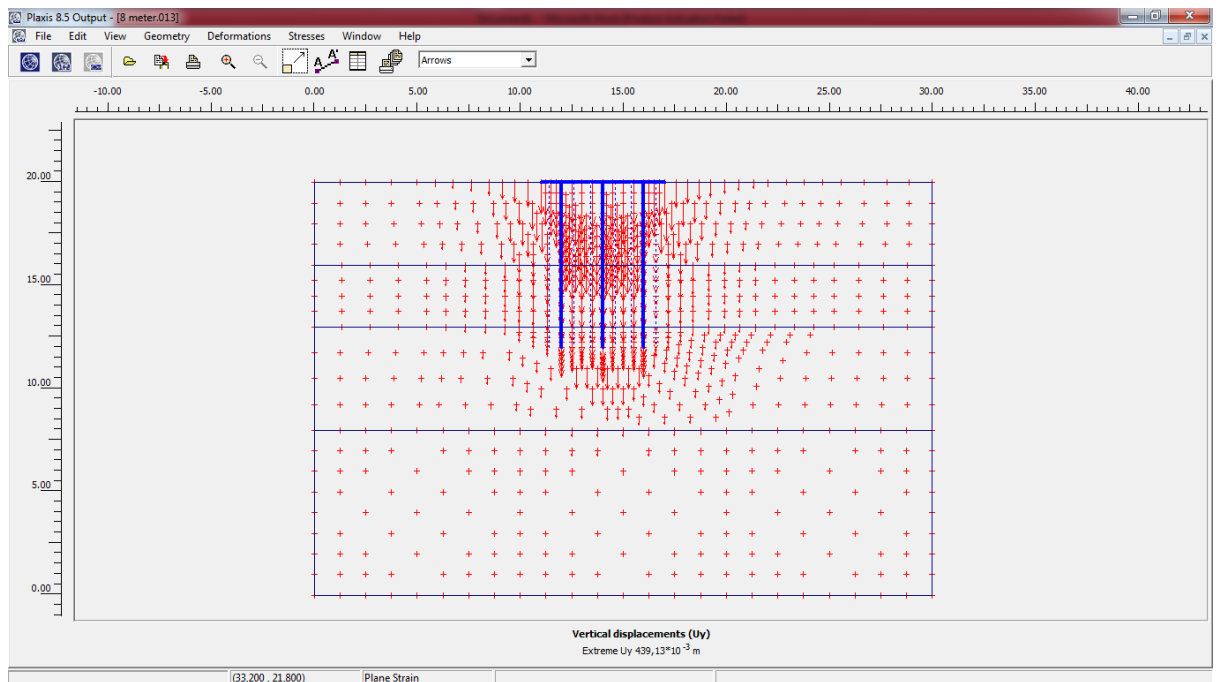 Plaxis 8.5 Output - [8 meter.013]
File Edit View Geometry Deformations Stresses Window Help
Arrows
-10.00 -5.00 0.00 5.00 10.00 15.00 20.00 25.00 30.00 35.00 40.00
20.00
15.00
10.00
5.00
0.00
Vertical displacements (Uy)
Extreme Uy 439,13*10 -3 m
(33.200 , 21.800) Plane Strain